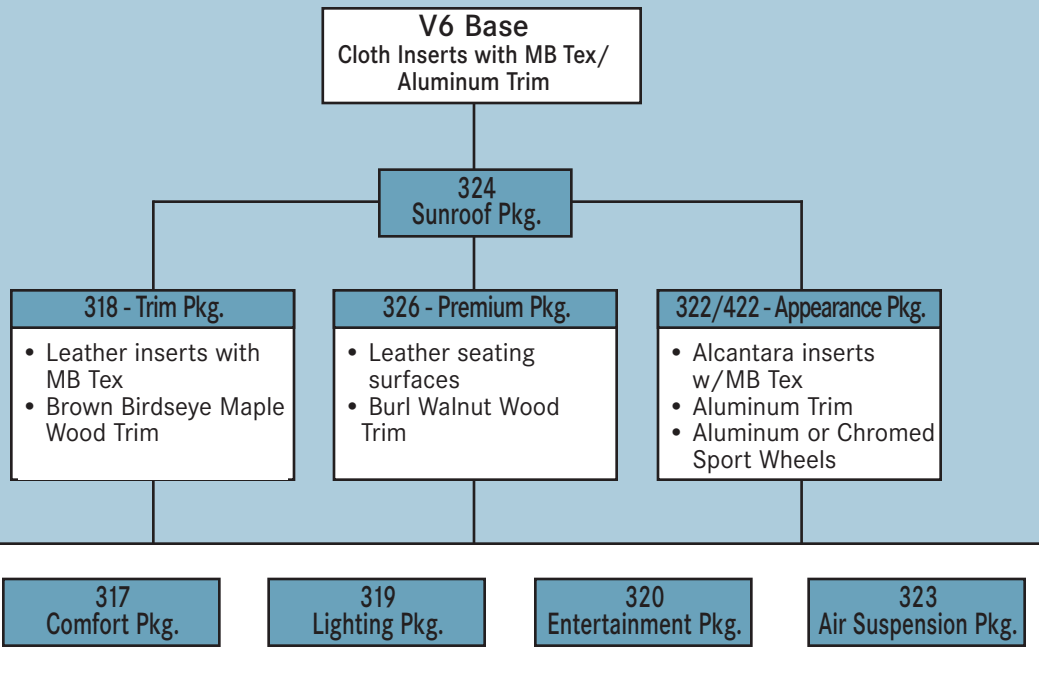 V6 Base
Cloth Inserts with MB Tex/
Aluminum Trim
324
Sunroof Pkg.
318 - Trim Pkg.
• Leather inserts with
MB Tex
• Brown Birdseye Maple
Wood Trim
326 - Premium Pkg.
• Leather seating
surfaces
• Burl Walnut Wood
Trim
322/422 - Appearance Pkg.
• Alcantara inserts
w/MB Tex
• Aluminum Trim
• Aluminum or Chromed
Sport Wheels
317
Comfort Pkg.
319
Lighting Pkg.
320
Entertainment Pkg.
323
Air Suspension Pkg.